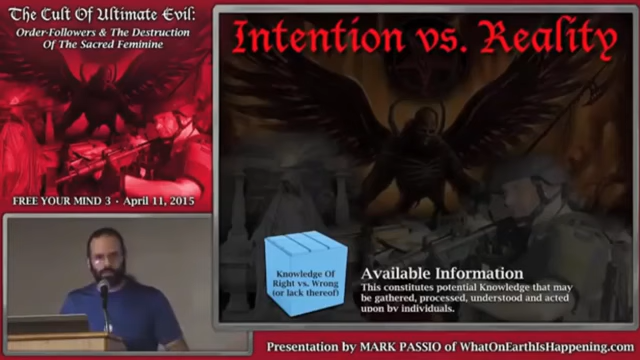 The Cult Of Ultimate Evil:
Order-Followers & The Destruction
Of The Sacred Feminine
FREE YOUR MIND 3 • April 11, 2015
Intention vs. Reality
Knowledge Of
Right vs. Wrong
(or lack thereof)
Available Information
This constitutes potential Knowledge that may
be gathered, processed, understood and acted
upon by individuals.
Presentation by MARK PASSIO of WhatOnEarthIsHappening.com